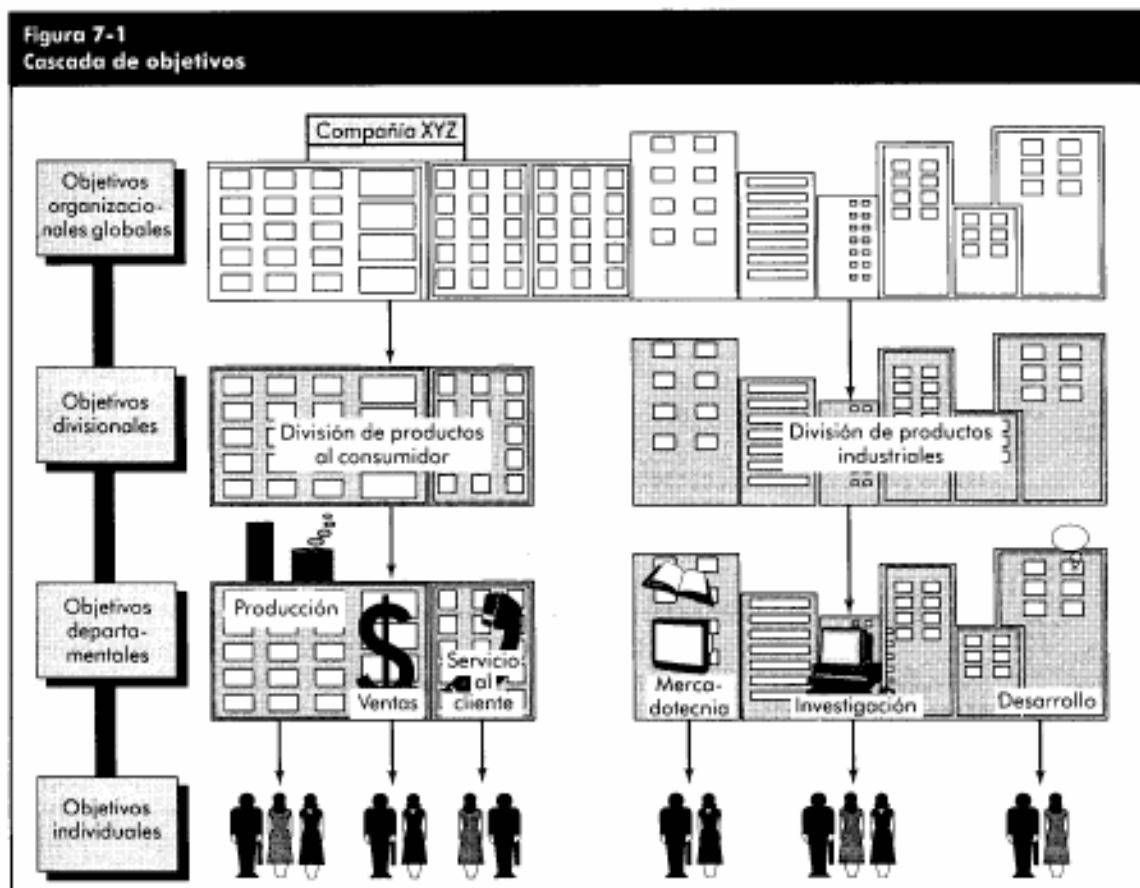 Figura 7-1
Cascada de objetivos
Compañía XYZ
Objetivos
organizacio-
nales globales
Objetivos
divisionales
División de productos
al consumidor
División de productos
industriales
Objetivos
departa-
mentales
Producción
Ventas
Servicio
al
cliente
Merca-
dotecnia
Investigación
Desarrollo
Objetivos
individuales